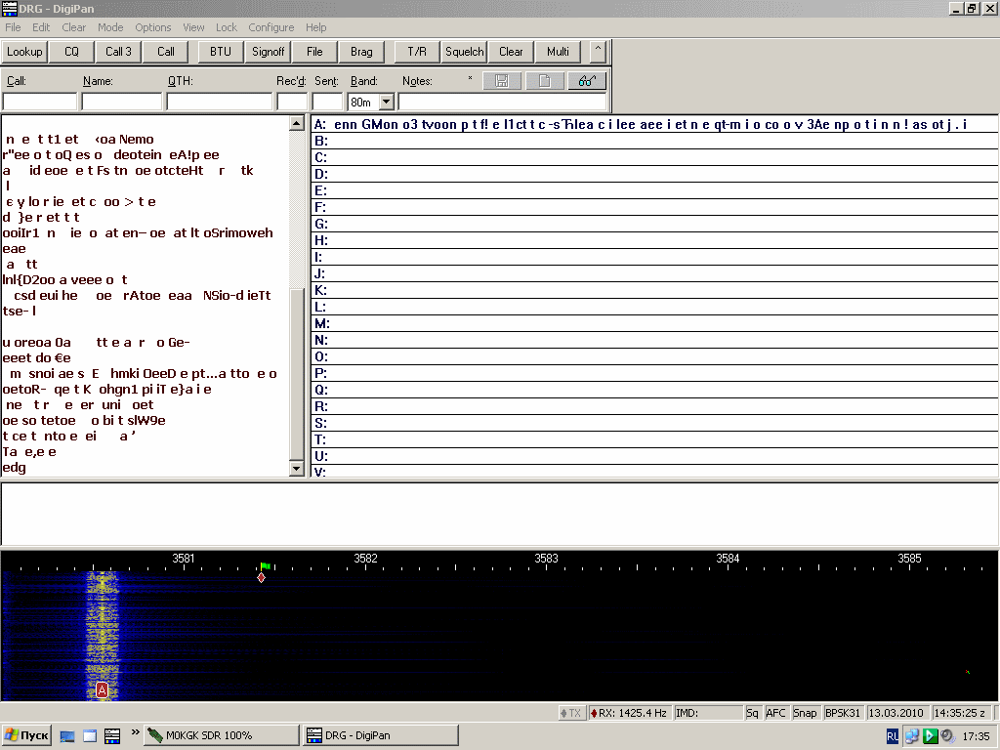 DRG - DigiPan
File Edit Clear Mode Options View Lock Configure Help
Lookup CQ Call 3 Call BTU Signoff File Brag T/R Squelch Clear Multi ^
Call: Name: QTH: Rec'd: Sent: Band: Notes: *
80m
n e t t1 et ‹oa Nemo
r"ee o t oQ es o deotein eA!p ee
a id eoe e t Fs tn oe otcteHt r tk
l
є y lo r ie et c oo > t e
d }e r et t t
ooiIr1 n ie o at en– oe at lt oSrimoweh
eae
a tt
lnl{D2oo a veee o t
csd eui he oe rAtoe eaa NSio-d ieTt
tse- l
u oreoa 0a tt e a r o Ge-
eeet do €e
m snoi ae s E hmki OeeD e pt...a tto e o
oetoR- qe t K ohgn1 pi iT e}a i e
ne t r e er uni oet
oe so tetoe o bi t slW9e
t ce t nto e ei a '
Ta e,e e
edg
A: enn GMon o3 tvoon p t f! e l1ct t c -sЋlea c i lee aee i et n e qt-m i o co o v 3Ae np o t i n n ! as ot j . i
B:
C:
D:
E:
F:
G:
H:
I:
J:
K:
L:
M:
N:
O:
P:
Q:
R:
S:
T:
U:
V:
3581 3582 3583 3584 3585
A
TX RX: 1425.4 Hz IMD: Sq AFC Snap BPSK31 13.03.2010 14:35:25 z
Пуск » M0KGK SDR 100% DRG - DigiPan RU 17:35